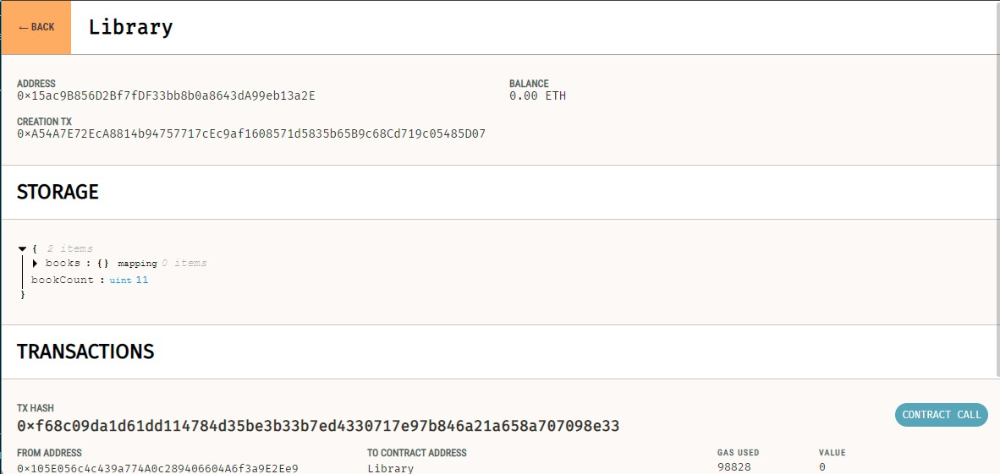 ← BACK
Library
ADDRESS
0×15ac9B856D2Bf7fDF33bb8b0a8643dA99eb13a2E
BALANCE
0.00 ETH
CREATION TX
0×A54A7E72EcA8814b94757717cEc9af1608571d5835b65B9c68Cd719c05485D07
STORAGE
{ 2 items
books : {} mapping 0 items
bookCount : uint 11
}
TRANSACTIONS
TX HASH
0×f68c09da1d61dd114784d35be3b33b7ed4330717e97b846a21a658a707098e33
CONTRACT CALL
FROM ADDRESS
0×105E056c4c439a774A0c289406604A6f3a9E2Ee9
TO CONTRACT ADDRESS
Library
GAS USED
98828
VALUE
0